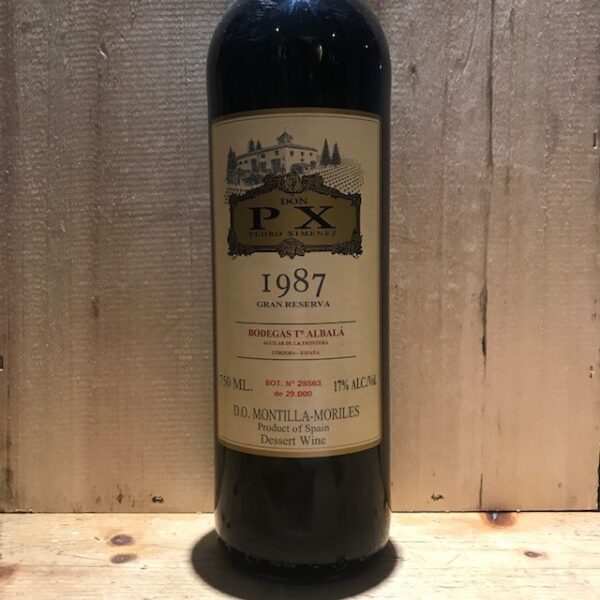 DON
PX
PEDRO XIMENEZ
1987
GRAN RESERVA
BODEGAS Tº ALBALÁ
AGUILAR DE LA FRONTERA
CÓRDOBA - ESPAÑA
750 ML. BOT. Nº 28563 17% ALC./Vol.
de 29.000
D.O. MONTILLA-MORILES
Product of Spain
Dessert Wine